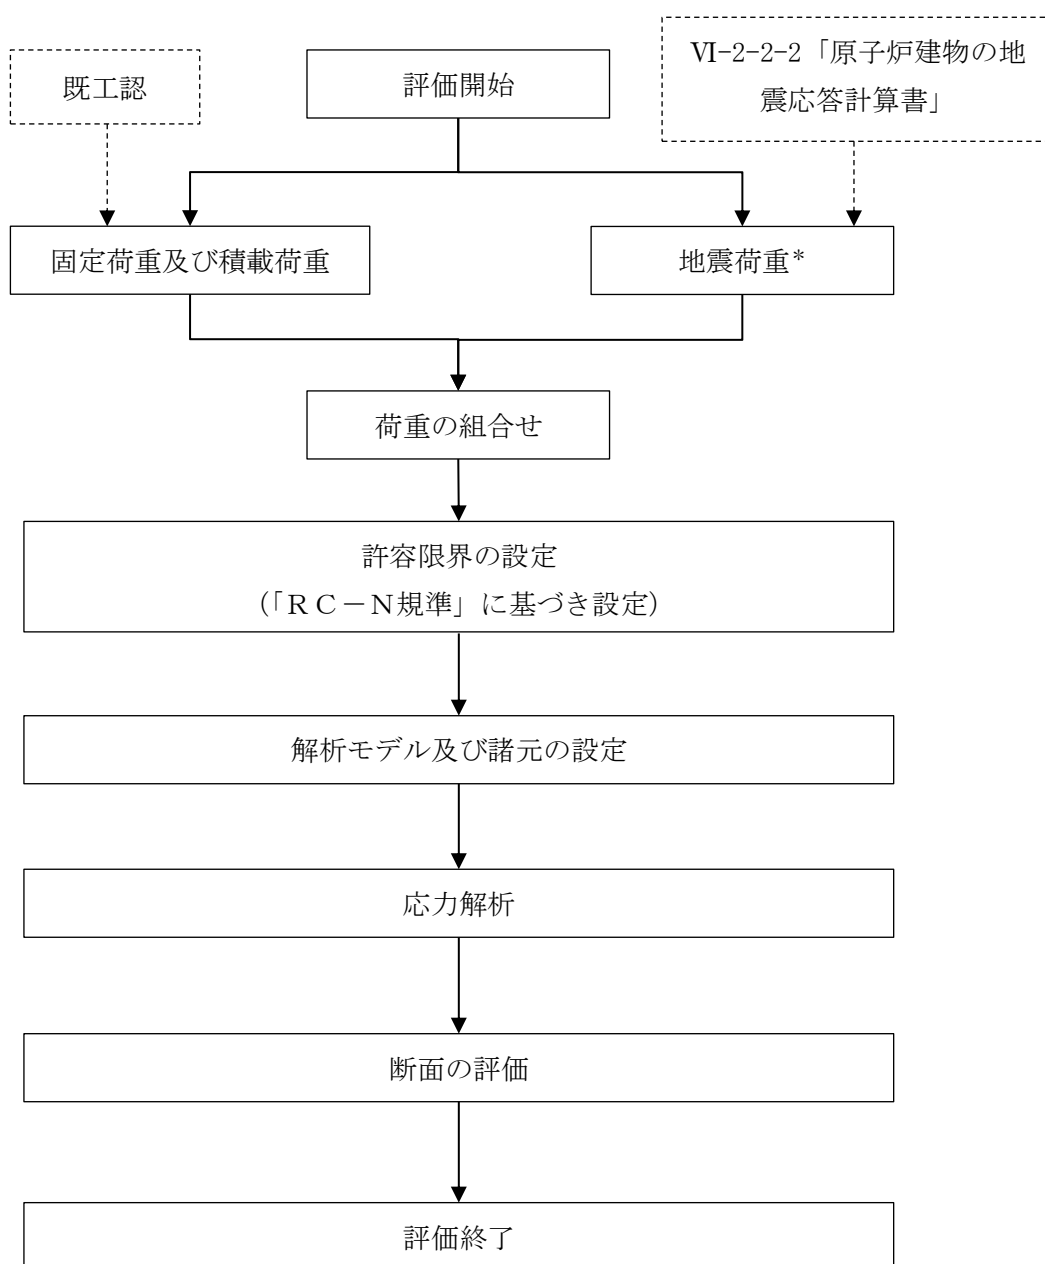 既工認
評価開始
Ⅵ-2-2-2「原子炉建物の地
震応答計算書」
固定荷重及び積載荷重
地震荷重*
荷重の組合せ
許容限界の設定
（「ＲＣ－Ｎ規準」に基づき設定）
解析モデル及び諸元の設定
応力解析
断面の評価
評価終了